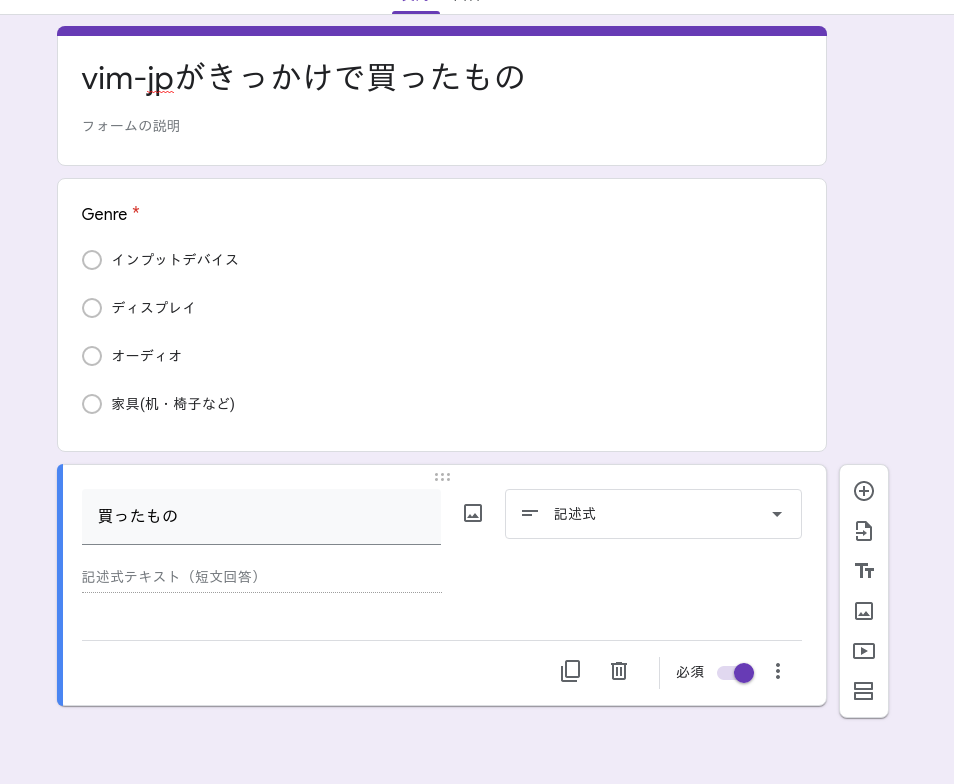 vim-jpがきっかけで買ったもの
フォームの説明
Genre *
インプットデバイス
ディスプレイ
オーディオ
家具(机・椅子など)
買ったもの
記述式
記述式テキスト（短文回答）
必須